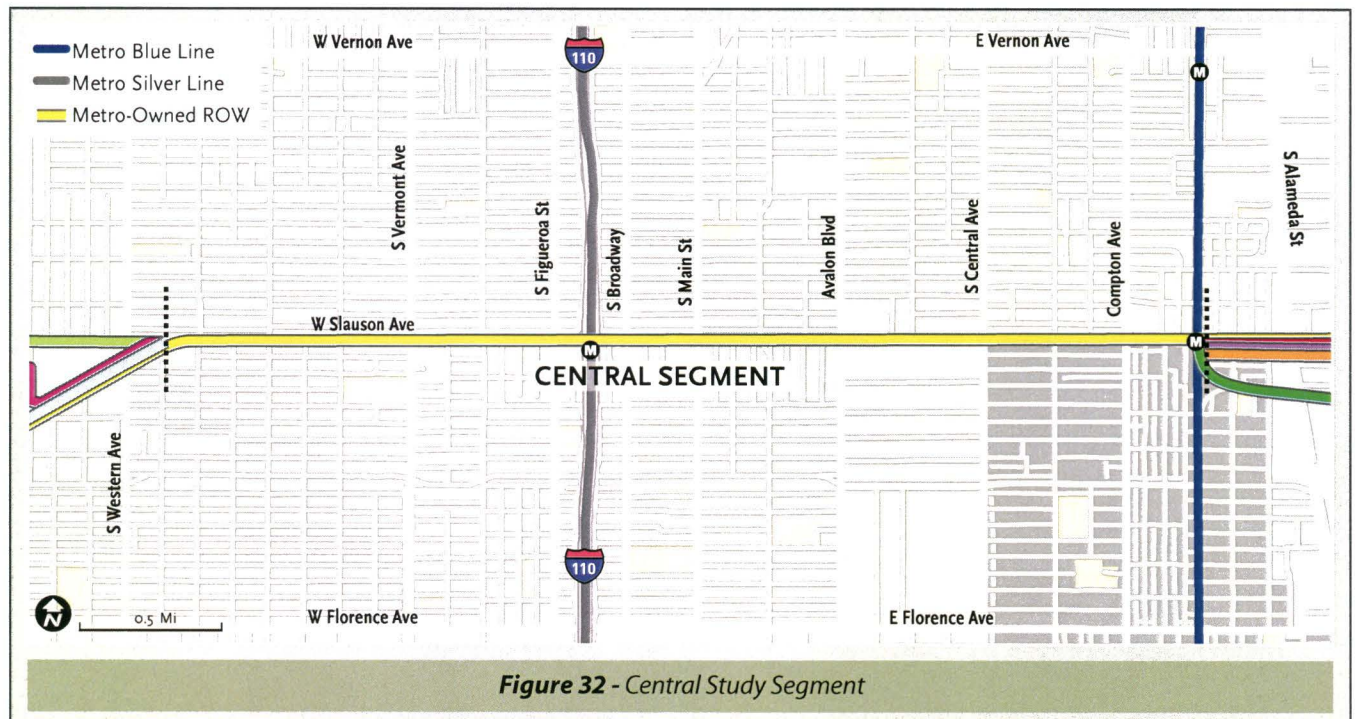 Metro Blue Line
Metro Silver Line
Metro-Owned ROW
W Vernon Ave
110
E Vernon Ave
M
S Vermont Ave
S Figueroa St
S Broadway
S Main St
Avalon Blvd
S Central Ave
Compton Ave
S Alameda St
W Slauson Ave
M
M
CENTRAL SEGMENT
S Western Ave
110
N
0.5 Mi
W Florence Ave
E Florence Ave
Figure 32 - Central Study Segment